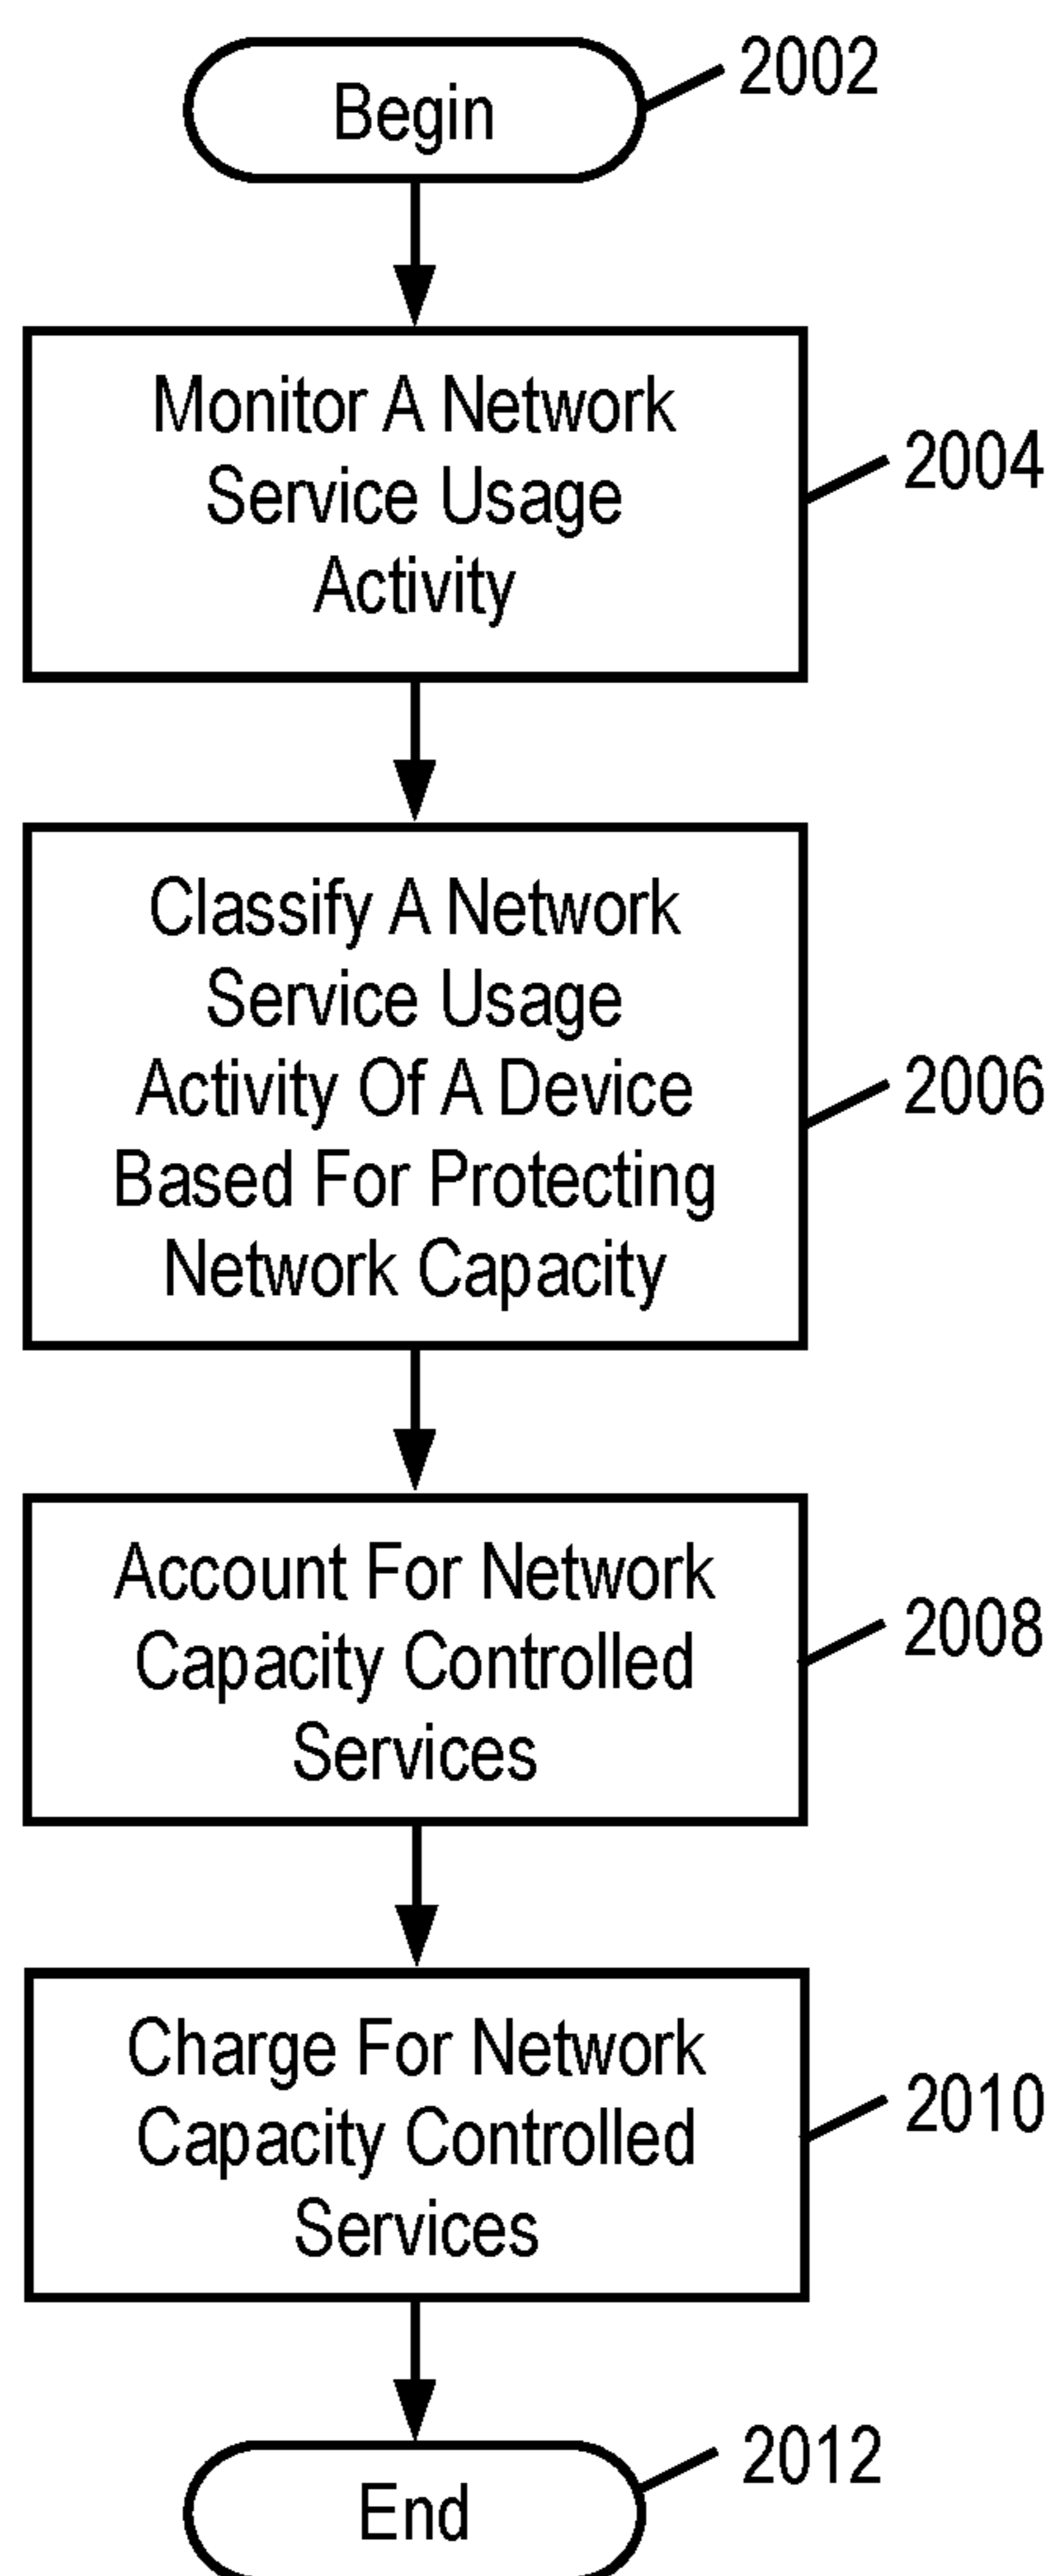 Begin
2002
Monitor A Network
Service Usage
Activity
2004
Classify A Network
Service Usage
Activity Of A Device
Based For Protecting
Network Capacity
2006
Account For Network
Capacity Controlled
Services
2008
Charge For Network
Capacity Controlled
Services
2010
End
2012